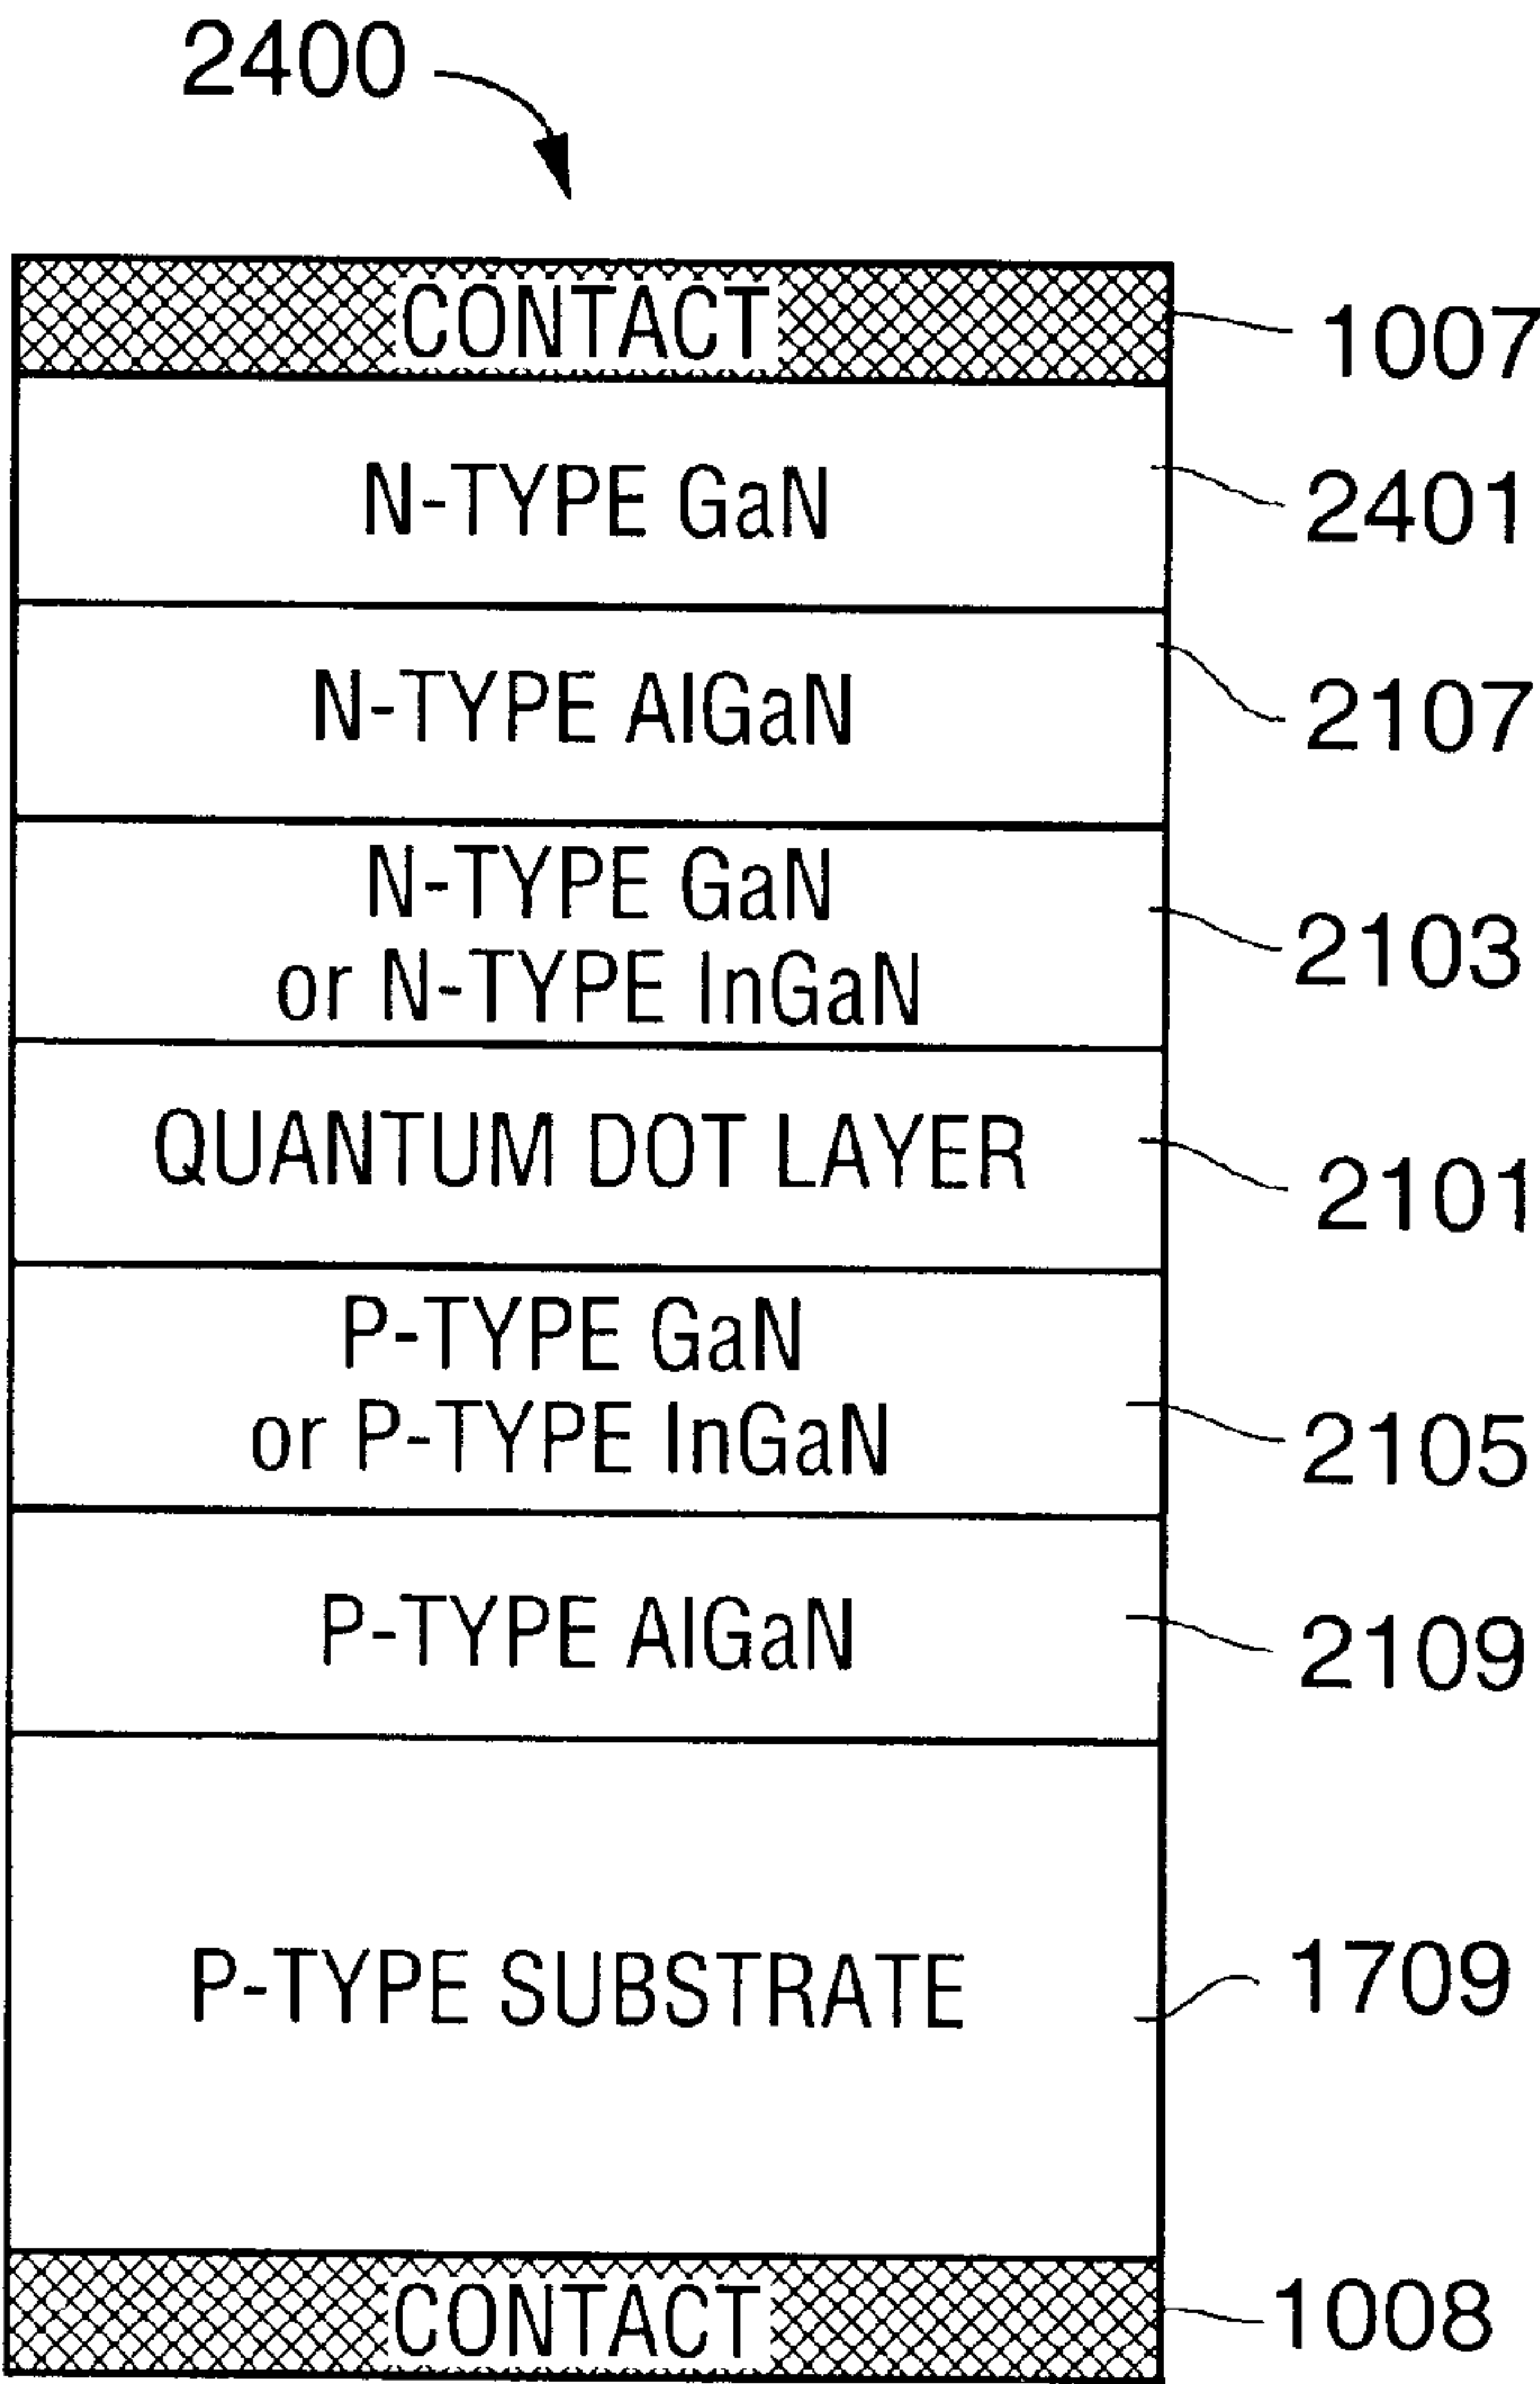 2400
CONTACT
1007
N-TYPE GaN
2401
N-TYPE AlGaN
2107
N-TYPE GaN
or N-TYPE InGaN
2103
QUANTUM DOT LAYER
2101
P-TYPE GaN
or P-TYPE InGaN
2105
P-TYPE AlGaN
2109
P-TYPE SUBSTRATE
1709
CONTACT
1008